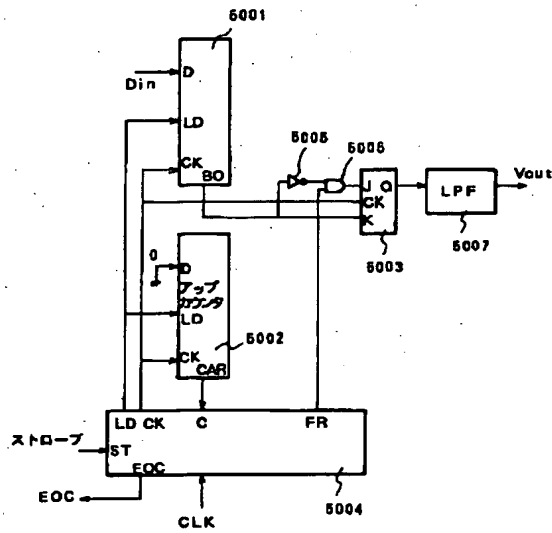 5001
Din
D
LD
CK
BO
5005
5006
J Q
CK
K
5003
LPF
5007
Vout
0
D
アップ
カウンタ
LD
CK
CAR
5002
LD CK C FR
ストローブ
ST
EOC
EOC
CLK
5004